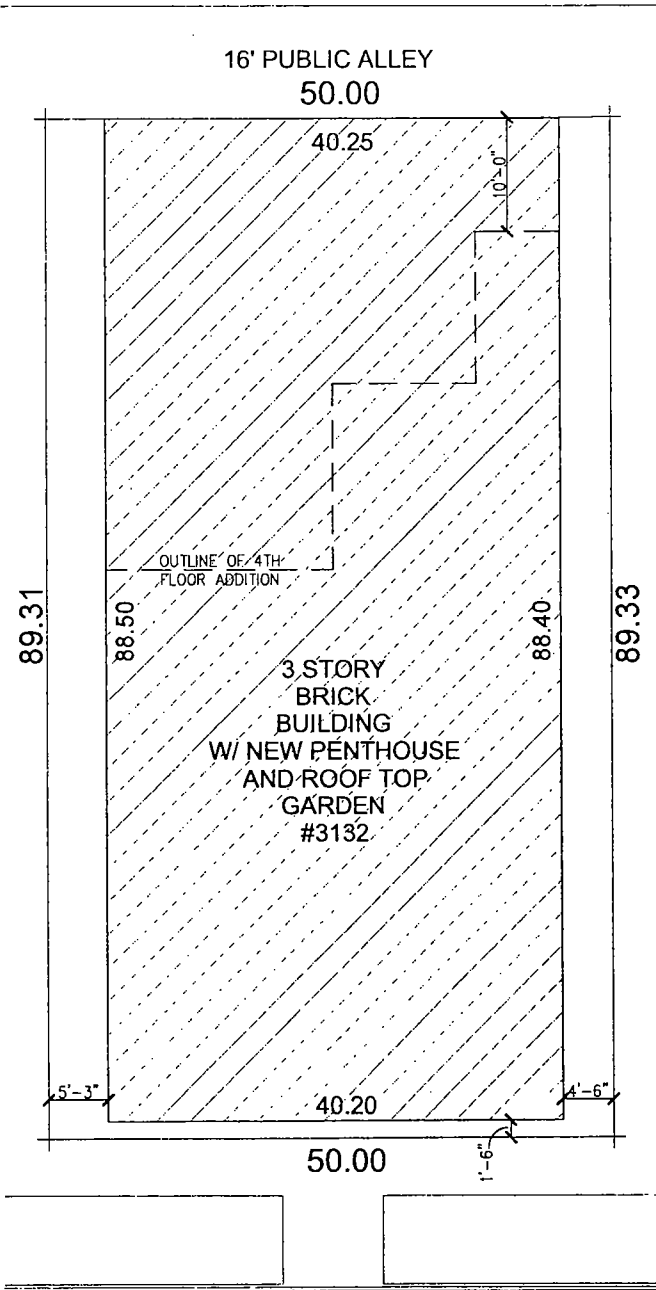 16' PUBLIC ALLEY
50.00
40.25
10'-0"
OUTLINE OF 4TH
FLOOR ADDITION
89.31
88.50
88.40
89.33
3 STORY
BRICK
BUILDING
W/ NEW PENTHOUSE
AND ROOF TOP
GARDEN
#3132
5'-3"
40.20
4'-6"
50.00
1'-6"